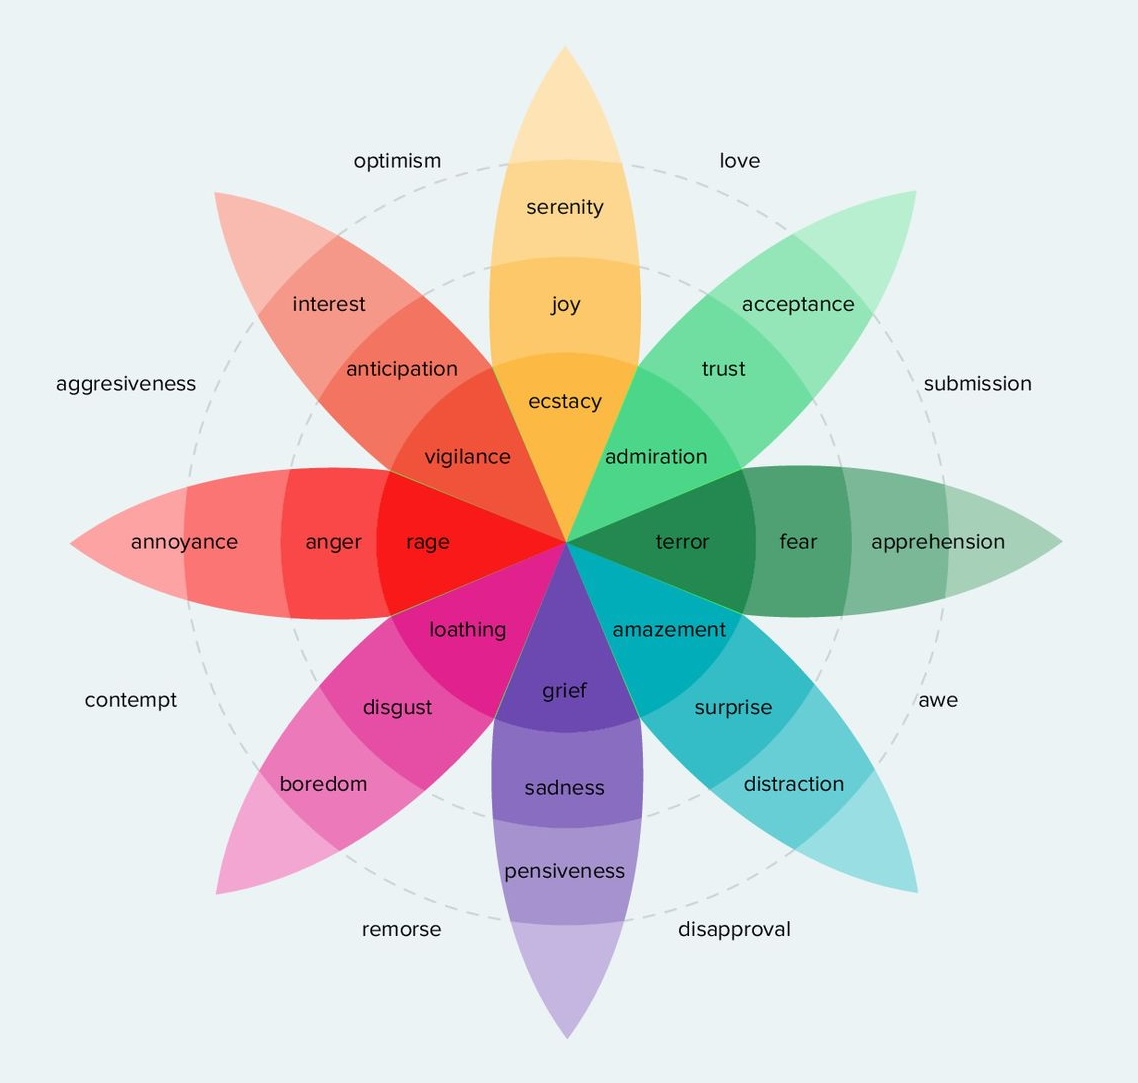 optimism
love
serenity
interest
joy
acceptance
anticipation
trust
aggresiveness
submission
ecstacy
vigilance
admiration
annoyance
anger
rage
terror
fear
apprehension
loathing
amazement
grief
contempt
disgust
surprise
awe
boredom
sadness
distraction
pensiveness
remorse
disapproval